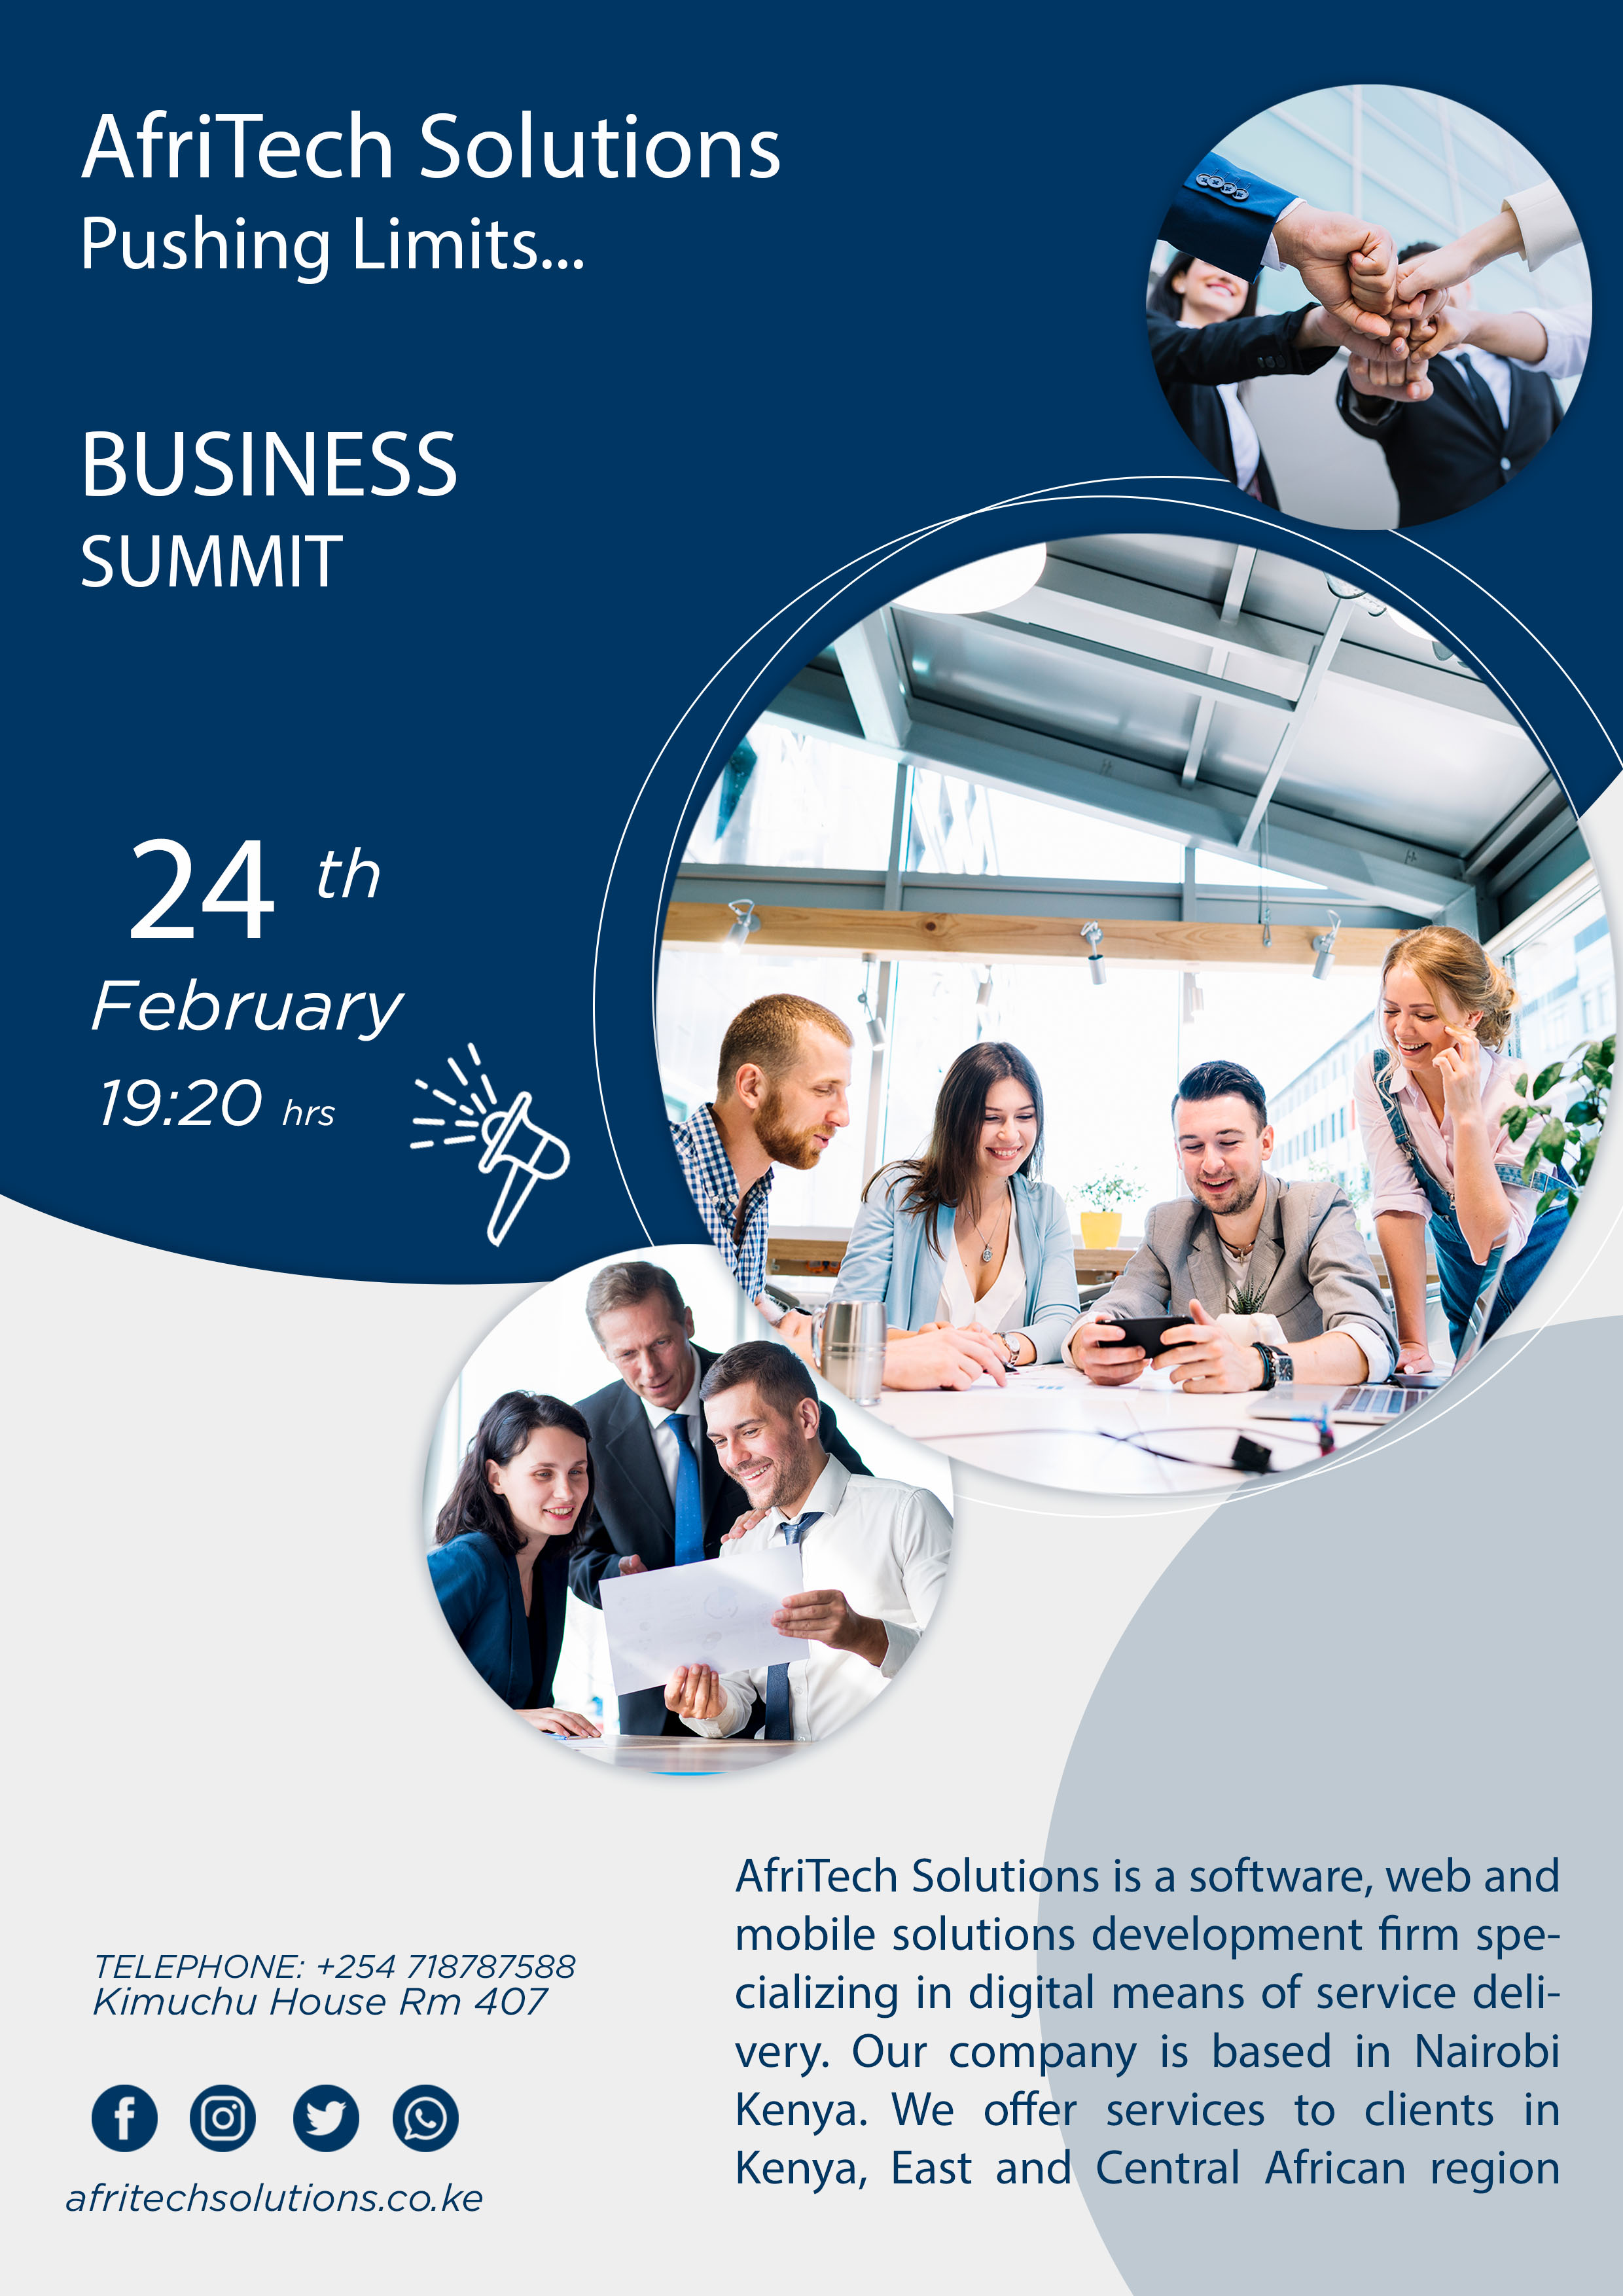 AfriTech Solutions
Pushing Limits...
BUSINESS
SUMMIT
24 th
February
19:20 hrs
TELEPHONE: +254 718787588
Kimuchu House Rm 407
afritechsolutions.co.ke
AfriTech Solutions is a software, web and
mobile solutions development firm spe-
cializing in digital means of service deli-
very. Our company is based in Nairobi
Kenya. We offer services to clients in
Kenya, East and Central African region